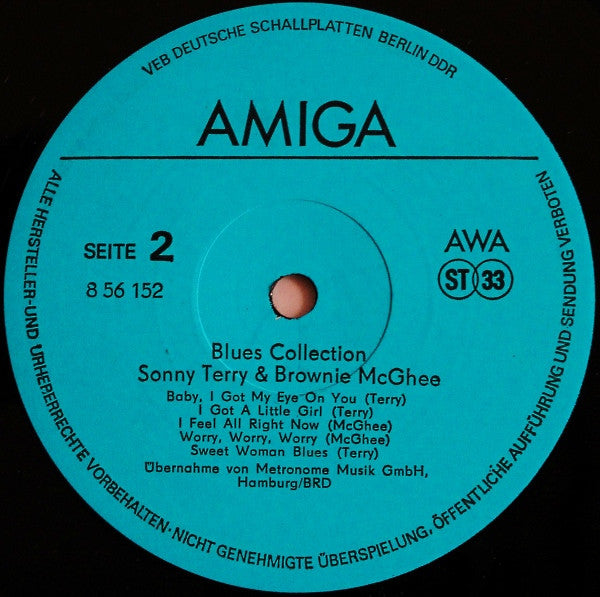 VEB DEUTSCHE SCHALLPLATTEN BERLIN DDR
AMIGA
SEITE 2
8 56 152
AWA
ST 33
Blues Collection
Sonny Terry & Brownie McGhee
Baby, I Got My Eye On You (Terry)
I Got A Little Girl (Terry)
I Feel All Right Now (McGhee)
Worry, Worry, Worry (McGhee)
Sweet Woman Blues (Terry)
Übernahme von Metronome Musik GmbH,
Hamburg/BRD
ALLE HERSTELLER-UND URHEBERRECHTE VORBEHALTEN·NICHT GENEHMIGTE ÜBERSPIELUNG, ÖFFENTLICHE AUFFÜHRUNG UND SENDUNG VERBOTEN